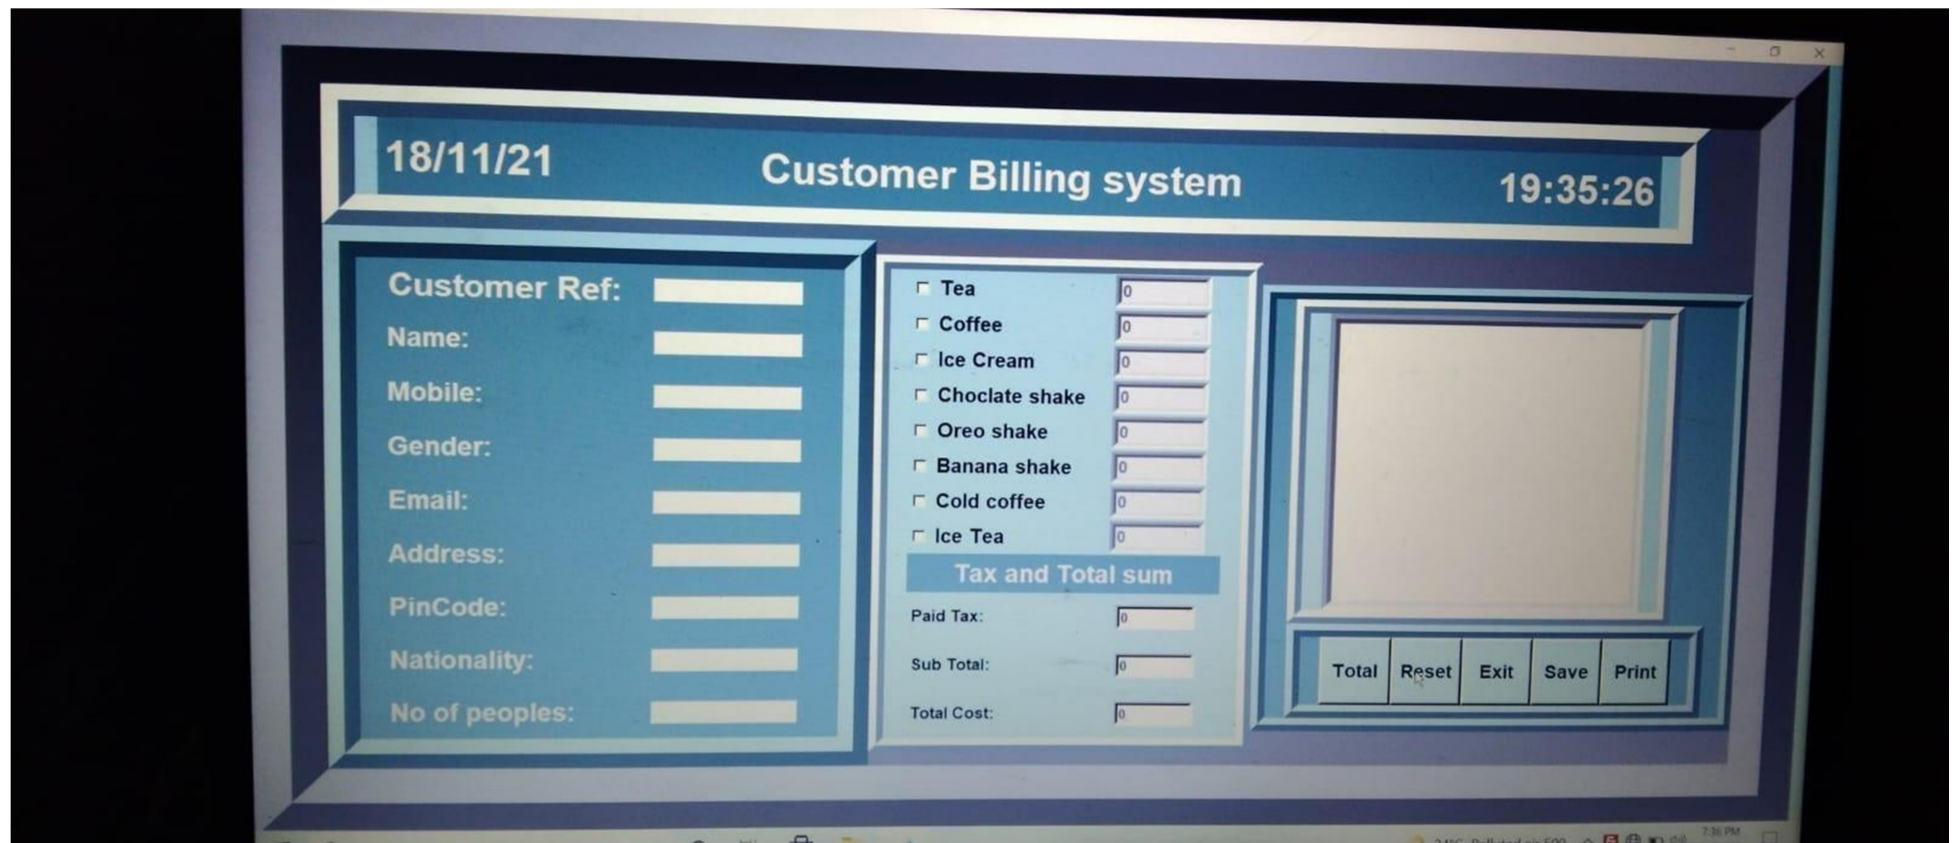 18/11/21 Customer Billing system 19:35:26
Customer Ref:
Name:
Mobile:
Gender:
Email:
Address:
PinCode:
Nationality:
No of peoples:
Tea 0
Coffee 0
Ice Cream 0
Choclate shake 0
Oreo shake 0
Banana shake 0
Cold coffee 0
Ice Tea 0
Tax and Total sum
Paid Tax: 0
Sub Total: 0
Total Cost: 0
Total Reset Exit Save Print
7:36 PM